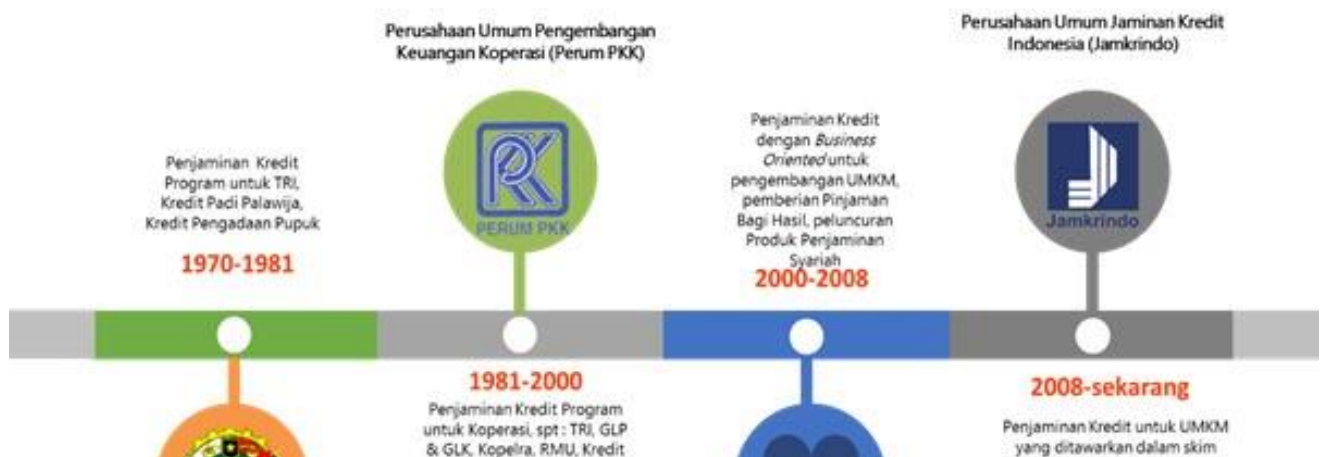 Perusahaan Umum Pengembangan
Keuangan Koperasi (Perum PKK)
Perusahaan Umum Jaminan Kredit
Indonesia (Jamkrindo)
Penjaminan Kredit
Program untuk TRI,
Kredit Padi Palawija,
Kredit Pengadaan Pupuk
1970-1981
PERUM PKK
Penjaminan Kredit
dengan Business
Oriented untuk
pengembangan UMKM,
pemberian Pinjaman
Bagi Hasil, peluncuran
Produk Penjaminan
Syariah
2000-2008
Jamkrindo
1981-2000
Penjaminan Kredit Program
untuk Koperasi, spt : TRI, GLP
& GLK, Kopelra, RMU, Kredit
2008-sekarang
Penjaminan Kredit untuk UMKM
yang ditawarkan dalam skim